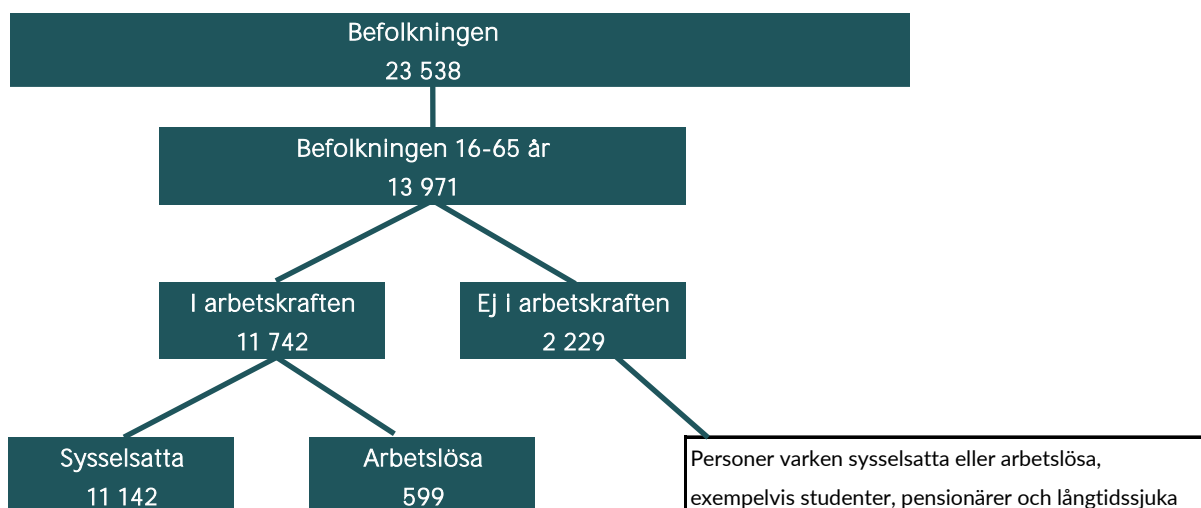 Befolkningen
23 538
Befolkningen 16-65 år
13 971
I arbetskraften
11 742
Ej i arbetskraften
2 229
Sysselsatta
11 142
Arbetslösa
599
Personer varken sysselsatta eller arbetslösa,
exempelvis studenter, pensionärer och långtidssjuka